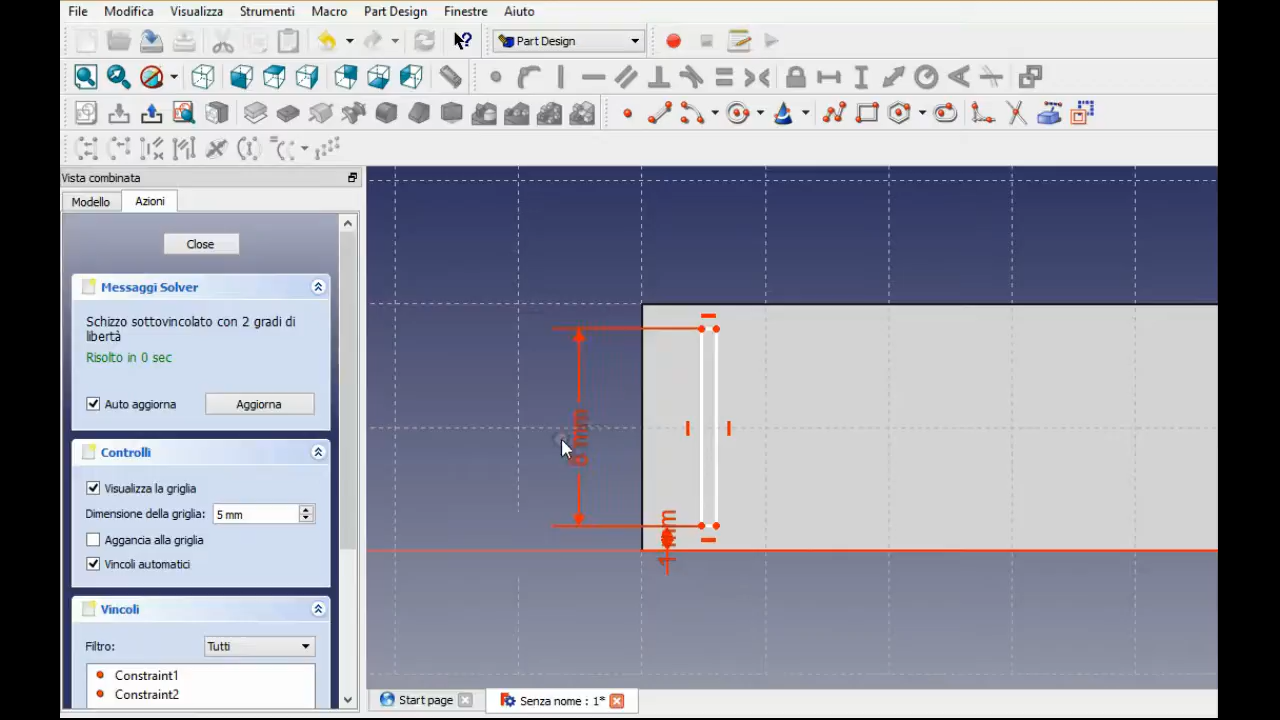 File Modifica Visualizza Strumenti Macro Part Design Finestre Aiuto
Part Design
Vista combinata
Modello Azioni
Close
Messaggi Solver
Schizzo sottovincolato con 2 gradi di
libertà
Risolto in 0 sec
Auto aggiorna Aggiorna
Controlli
Visualizza la griglia
Dimensione della griglia: 5 mm
Aggancia alla griglia
Vincoli automatici
Vincoli
Filtro: Tutti
Constraint1
Constraint2
8 mm
Start page Senza nome : 1*